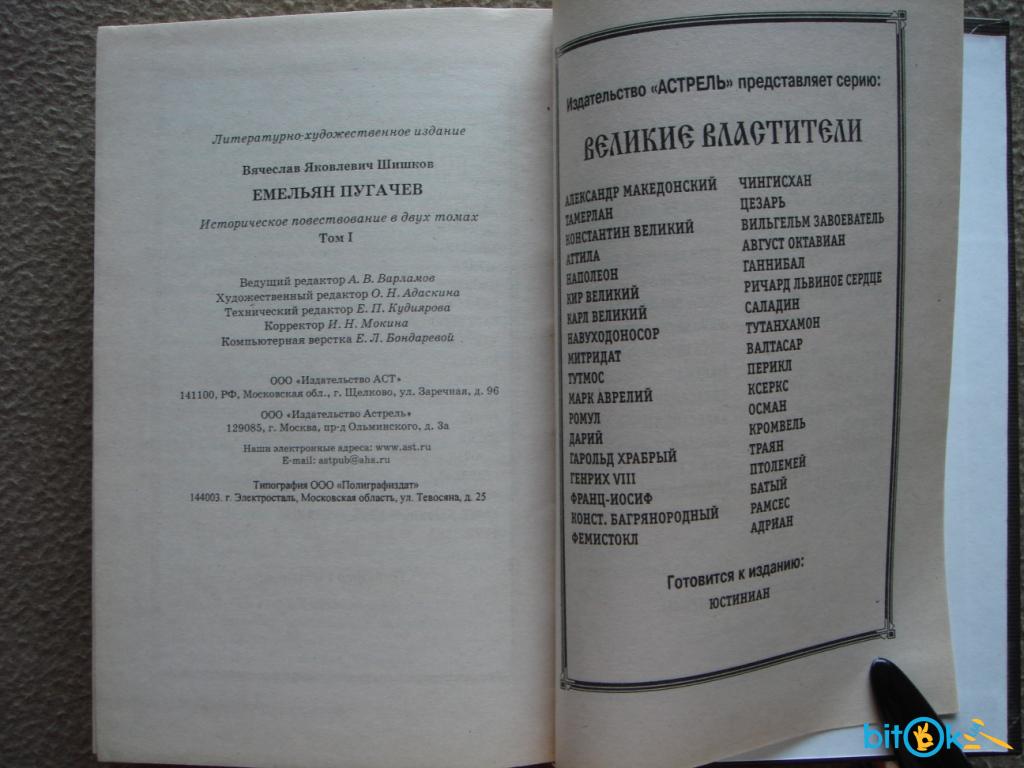 Литературно-художественное издание
Вячеслав Яковлевич Шишков
ЕМЕЛЬЯН ПУГАЧЕВ
Историческое повествование в двух томах
Том I
Ведущий редактор А. В. Варламов
Художественный редактор О. Н. Адаскина
Технический редактор Е. П. Кудиярова
Корректор И. Н. Мокина
Компьютерная верстка Е. Л. Бондаревой
ООО «Издательство АСТ»
141100, РФ, Московская обл., г. Щелково, ул. Заречная, д. 96
ООО «Издательство Астрель»
129085, г. Москва, пр-д Ольминского, д. 3а
Наши электронные адреса: www.ast.ru
E-mail: astpub@aha.ru
Типография ООО «Полиграфиздат»
144003. г. Электросталь, Московская область, ул. Тевосяна, д. 25
Издательство «АСТРЕЛЬ» представляет серию:
ВЕЛИКИЕ ВЛАСТИТЕЛИ
АЛЕКСАНДР МАКЕДОНСКИЙ
ТАМЕРЛАН
КОНСТАНТИН ВЕЛИКИЙ
АТТИЛА
НАПОЛЕОН
КИР ВЕЛИКИЙ
КАРЛ ВЕЛИКИЙ
НАВУХОДОНОСОР
МИТРИДАТ
ТУТМОС
МАРК АВРЕЛИЙ
РОМУЛ
ДАРИЙ
ГАРОЛЬД ХРАБРЫЙ
ГЕНРИХ VIII
ФРАНЦ-ИОСИФ
КОНСТ. БАГРЯНОРОДНЫЙ
ФЕМИСТОКЛ
ЧИНГИСХАН
ЦЕЗАРЬ
ВИЛЬГЕЛЬМ ЗАВОЕВАТЕЛЬ
АВГУСТ ОКТАВИАН
ГАННИБАЛ
РИЧАРД ЛЬВИНОЕ СЕРДЦЕ
САЛАДИН
ТУТАНХАМОН
ВАЛТАСАР
ПЕРИКЛ
КСЕРКС
ОСМАН
КРОМВЕЛЬ
ТРАЯН
ПТОЛЕМЕЙ
БАТЫЙ
РАМСЕС
АДРИАН
Готовится к изданию:
ЮСТИНИАН
bitok